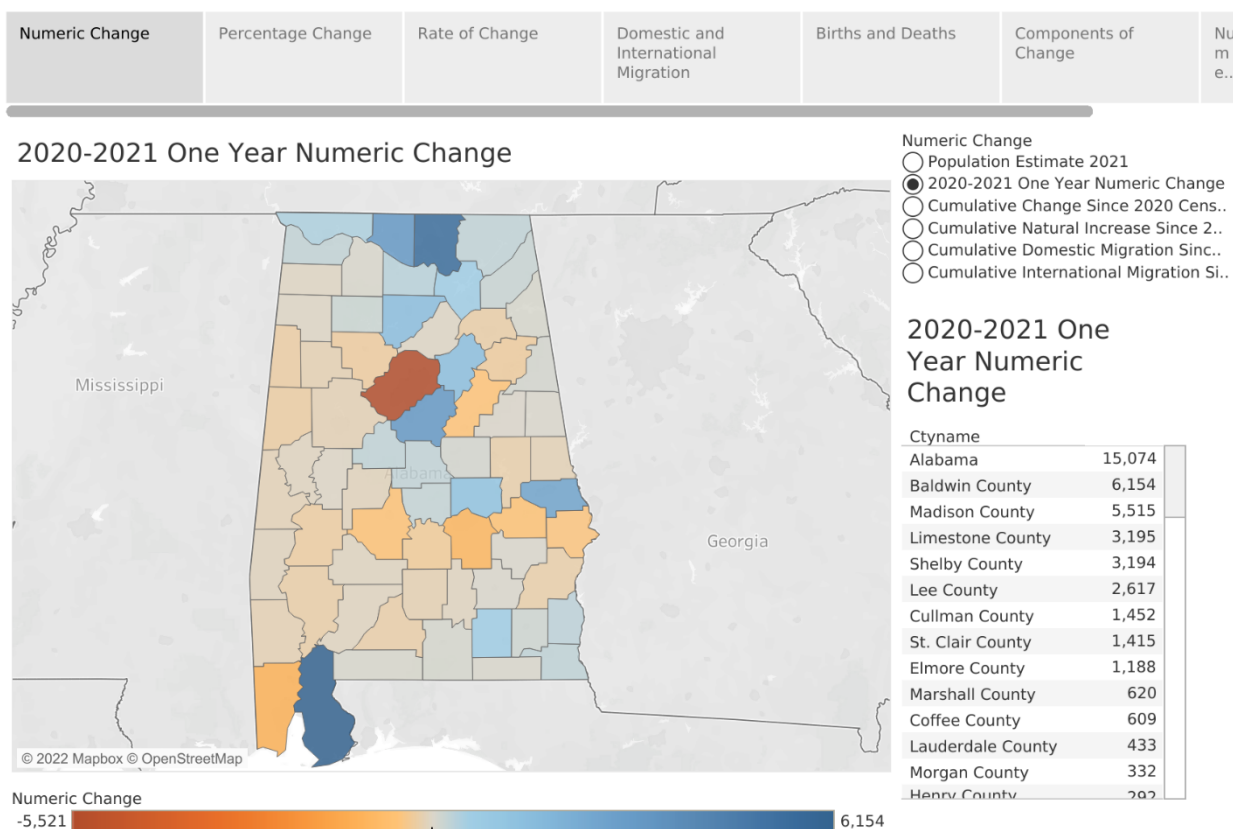 Numeric Change
Percentage Change
Rate of Change
Domestic and
International
Migration
Births and Deaths
Components of
Change
Nu
m
e..
2020-2021 One Year Numeric Change
Numeric Change
Population Estimate 2021
2020-2021 One Year Numeric Change
Cumulative Change Since 2020 Cens..
Cumulative Natural Increase Since 2..
Cumulative Domestic Migration Sinc..
Cumulative International Migration Si..
Mississippi
Alabama
Georgia
© 2022 Mapbox © OpenStreetMap
2020-2021 One
Year Numeric
Change
Ctyname
Alabama 15,074
Baldwin County 6,154
Madison County 5,515
Limestone County 3,195
Shelby County 3,194
Lee County 2,617
Cullman County 1,452
St. Clair County 1,415
Elmore County 1,188
Marshall County 620
Coffee County 609
Lauderdale County 433
Morgan County 332
Henry County 292
Numeric Change
-5,521 6,154